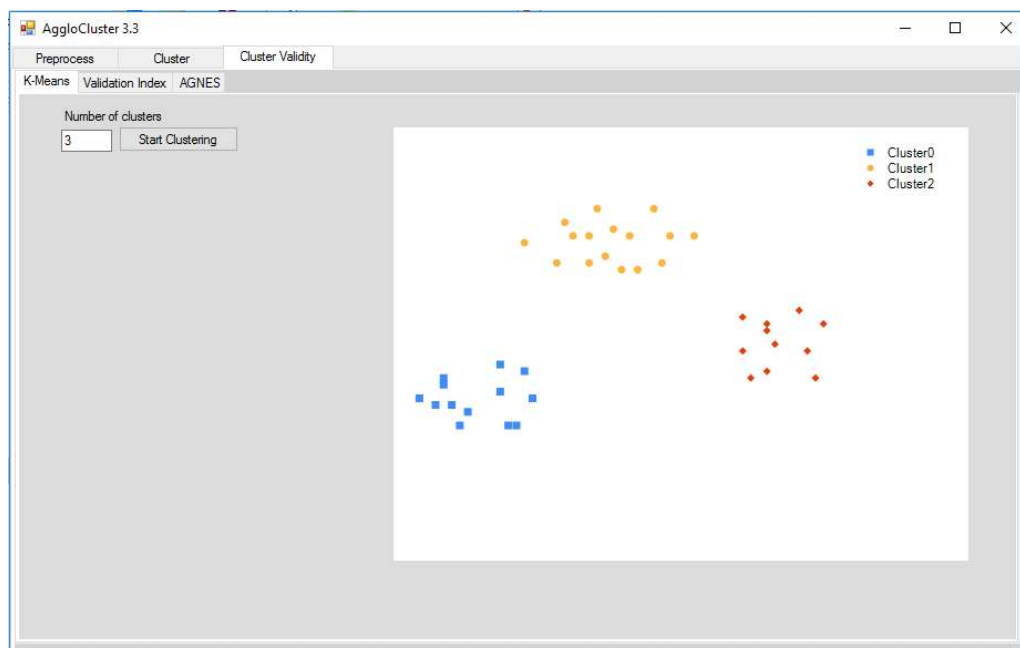 AggloCluster 3.3
Preprocess Cluster Cluster Validity
K-Means Validation Index AGNES
Number of clusters
3 Start Clustering
Cluster0
Cluster1
Cluster2